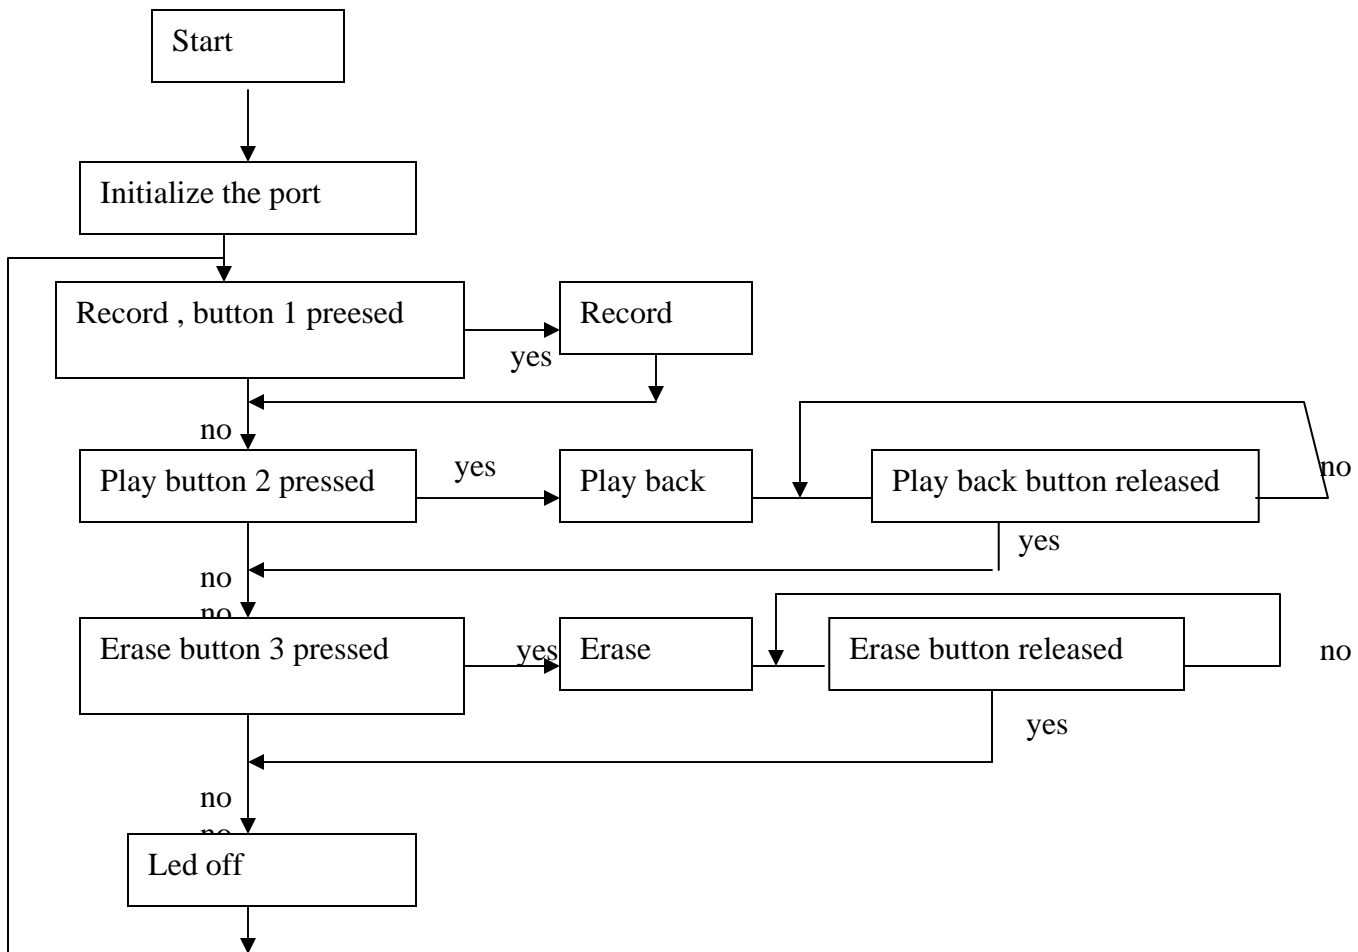 Start
Initialize the port
Record , button 1 preesed
Record
yes
no
Play button 2 pressed
yes
Play back
Play back button released
no
yes
no
no
Erase button 3 pressed
yes
Erase
Erase button released
no
yes
no
no
Led off